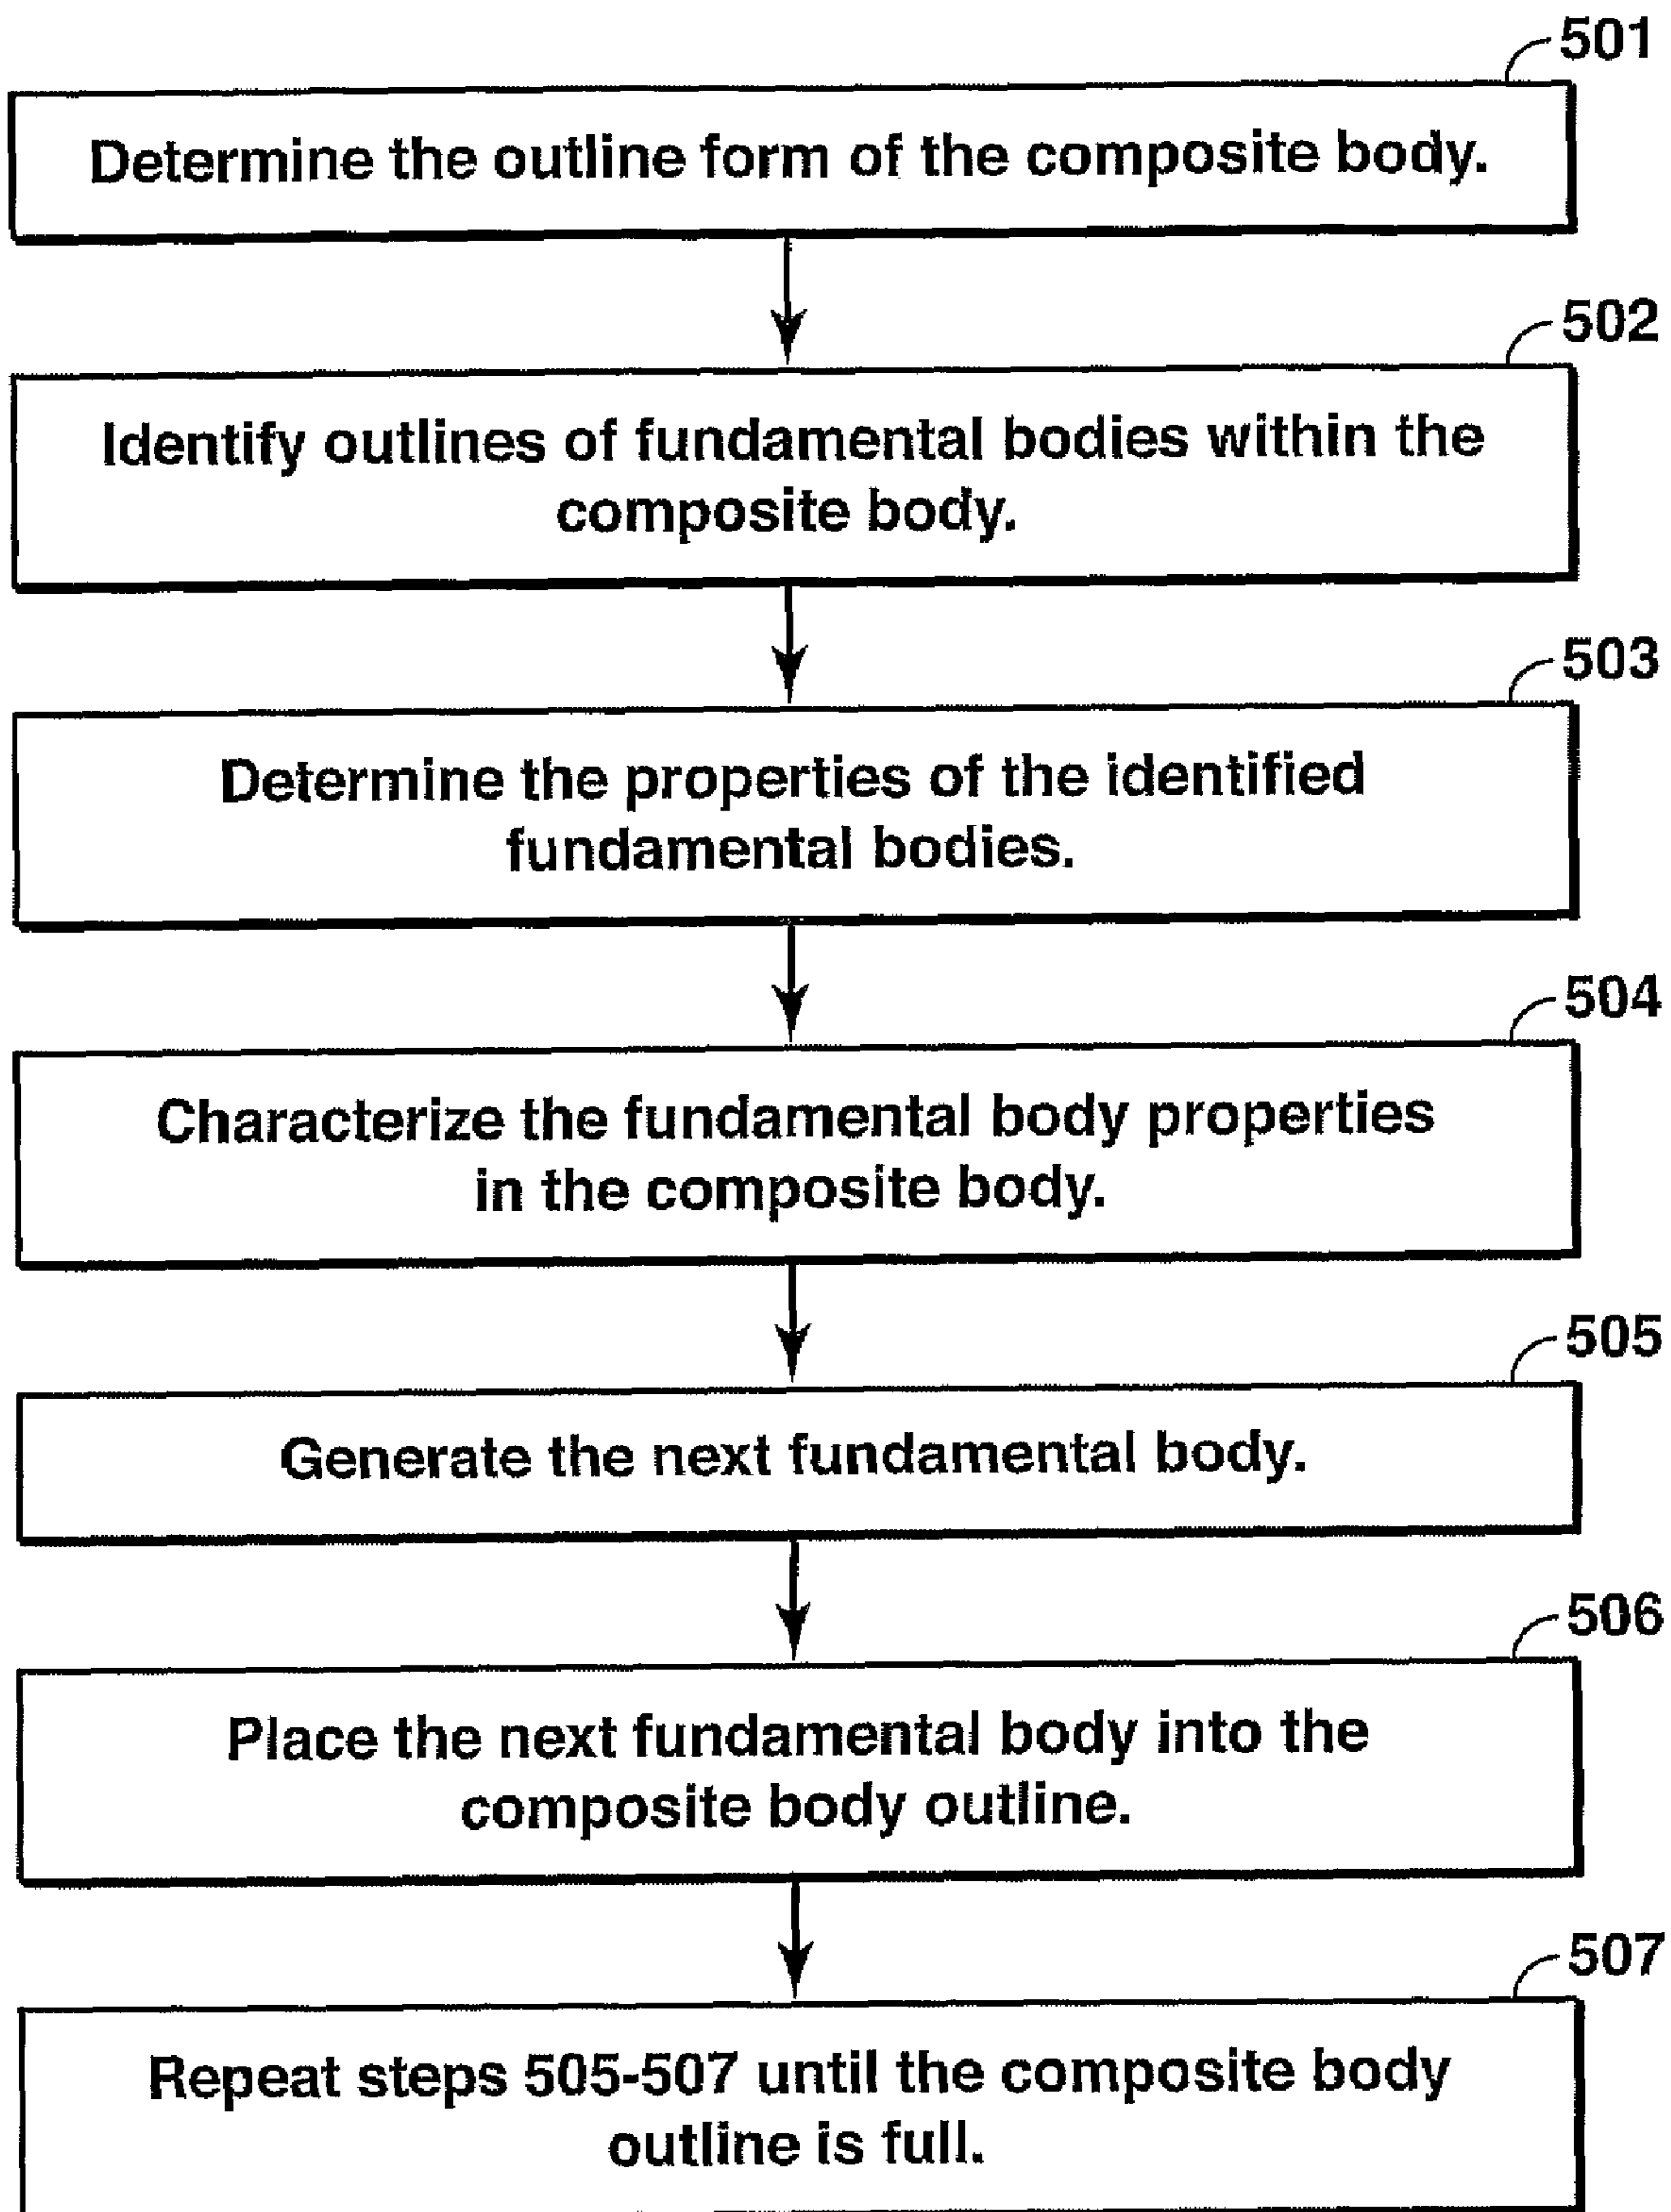 501
Determine the outline form of the composite body.
502
Identify outlines of fundamental bodies within the
composite body.
503
Determine the properties of the identified
fundamental bodies.
504
Characterize the fundamental body properties
in the composite body.
505
Generate the next fundamental body.
506
Place the next fundamental body into the
composite body outline.
507
Repeat steps 505-507 until the composite body
outline is full.